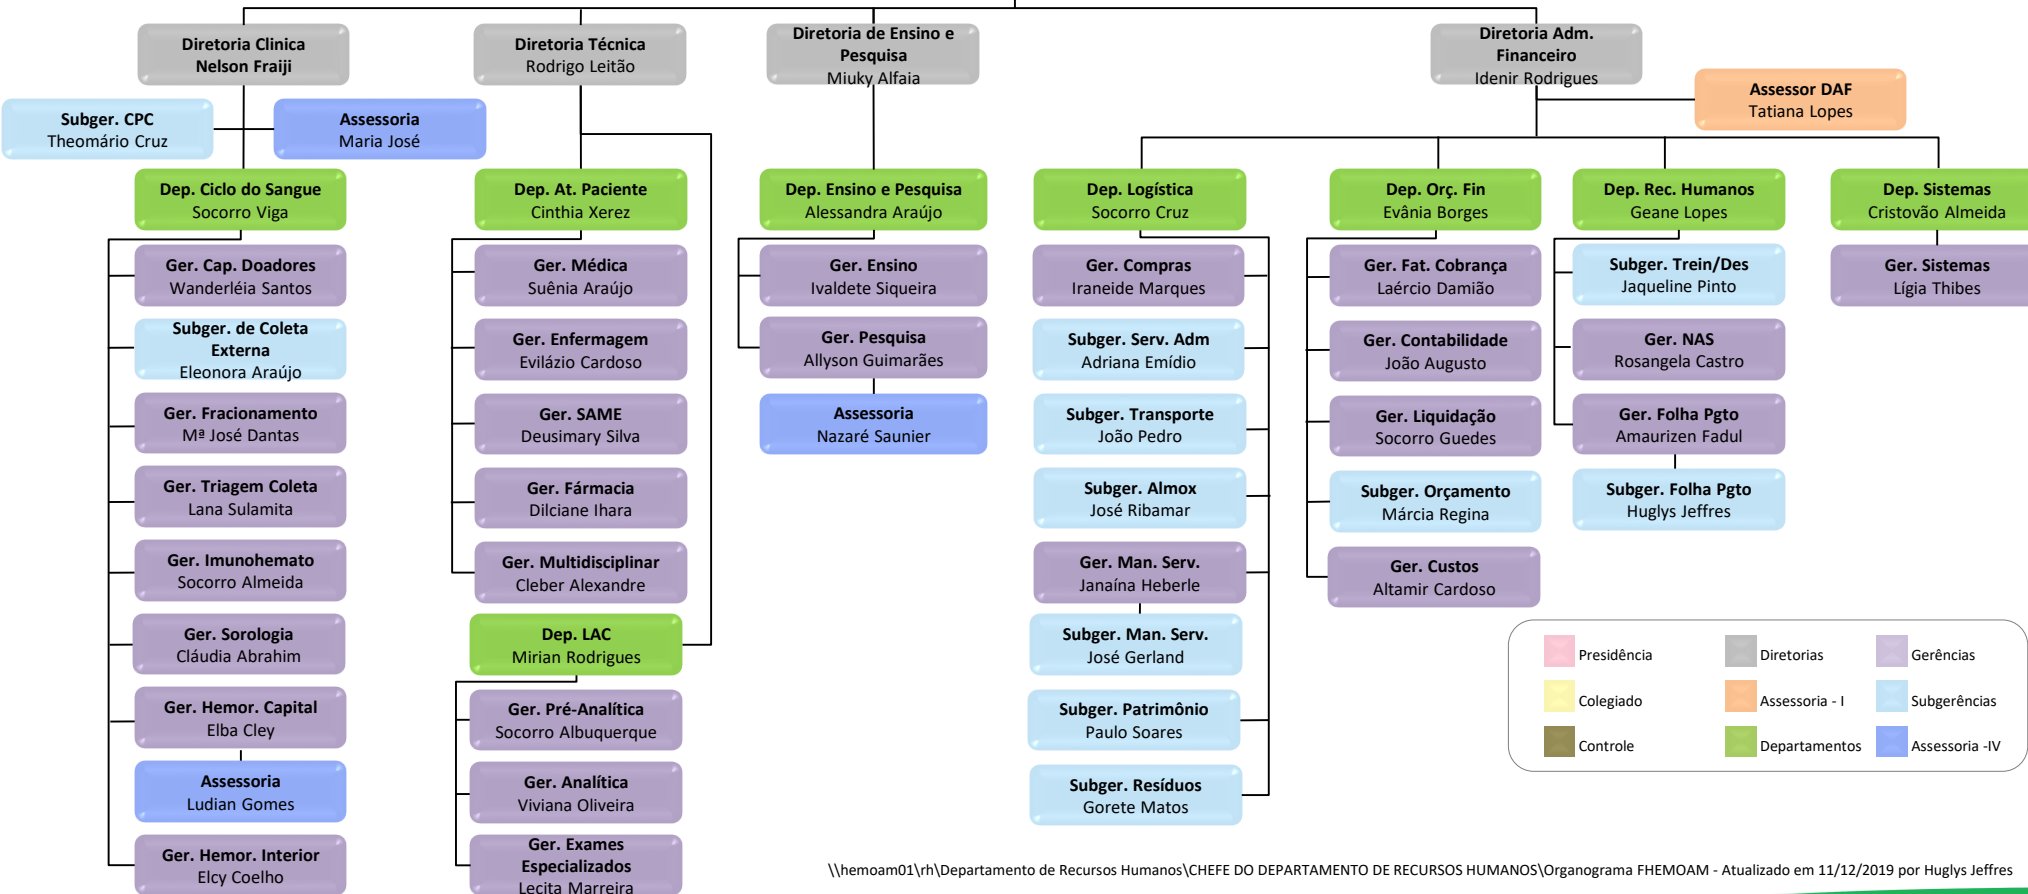 Diretoria Clinica
Nelson Fraiji
Diretoria Técnica
Rodrigo Leitão
Diretoria de Ensino e
Pesquisa
Miuky Alfaia
Diretoria Adm.
Financeiro
Idenir Rodrigues
Assessor DAF
Tatiana Lopes
Subger. CPC
Theomário Cruz
Assessoria
Maria José
Dep. Ciclo do Sangue
Socorro Viga
Ger. Cap. Doadores
Wanderléia Santos
Subger. de Coleta
Externa
Eleonora Araújo
Ger. Fracionamento
Mª José Dantas
Ger. Triagem Coleta
Lana Sulamita
Ger. Imunohemato
Socorro Almeida
Ger. Sorologia
Cláudia Abrahim
Ger. Hemor. Capital
Elba Cley
Assessoria
Ludian Gomes
Ger. Hemor. Interior
Elcy Coelho
Dep. At. Paciente
Cinthia Xerez
Ger. Médica
Suênia Araújo
Ger. Enfermagem
Evilázio Cardoso
Ger. SAME
Deusimary Silva
Ger. Fármacia
Dilciane Ihara
Ger. Multidisciplinar
Cleber Alexandre
Dep. LAC
Mirian Rodrigues
Ger. Pré-Analítica
Socorro Albuquerque
Ger. Analítica
Viviana Oliveira
Ger. Exames
Especializados
Lecita Marreira
Dep. Ensino e Pesquisa
Alessandra Araújo
Ger. Ensino
Ivaldete Siqueira
Ger. Pesquisa
Allyson Guimarães
Assessoria
Nazaré Saunier
Dep. Logística
Socorro Cruz
Ger. Compras
Iraneide Marques
Subger. Serv. Adm
Adriana Emídio
Subger. Transporte
João Pedro
Subger. Almox
José Ribamar
Ger. Man. Serv.
Janaína Heberle
Subger. Man. Serv.
José Gerland
Subger. Patrimônio
Paulo Soares
Subger. Resíduos
Gorete Matos
Dep. Orç. Fin
Evânia Borges
Ger. Fat. Cobrança
Laércio Damião
Ger. Contabilidade
João Augusto
Ger. Liquidação
Socorro Guedes
Subger. Orçamento
Márcia Regina
Ger. Custos
Altamir Cardoso
Dep. Rec. Humanos
Geane Lopes
Subger. Trein/Des
Jaqueline Pinto
Ger. NAS
Rosangela Castro
Ger. Folha Pgto
Amaurizen Fadul
Subger. Folha Pgto
Huglys Jeffres
Dep. Sistemas
Cristovão Almeida
Ger. Sistemas
Lígia Thibes
Presidência
Diretorias
Gerências
Colegiado
Assessoria - I
Subgerências
Controle
Departamentos
Assessoria -IV
\\hemoam01\rh\Departamento de Recursos Humanos\CHEFE DO DEPARTAMENTO DE RECURSOS HUMANOS\Organograma FHEMOAM - Atualizado em 11/12/2019 por Huglys Jeffres